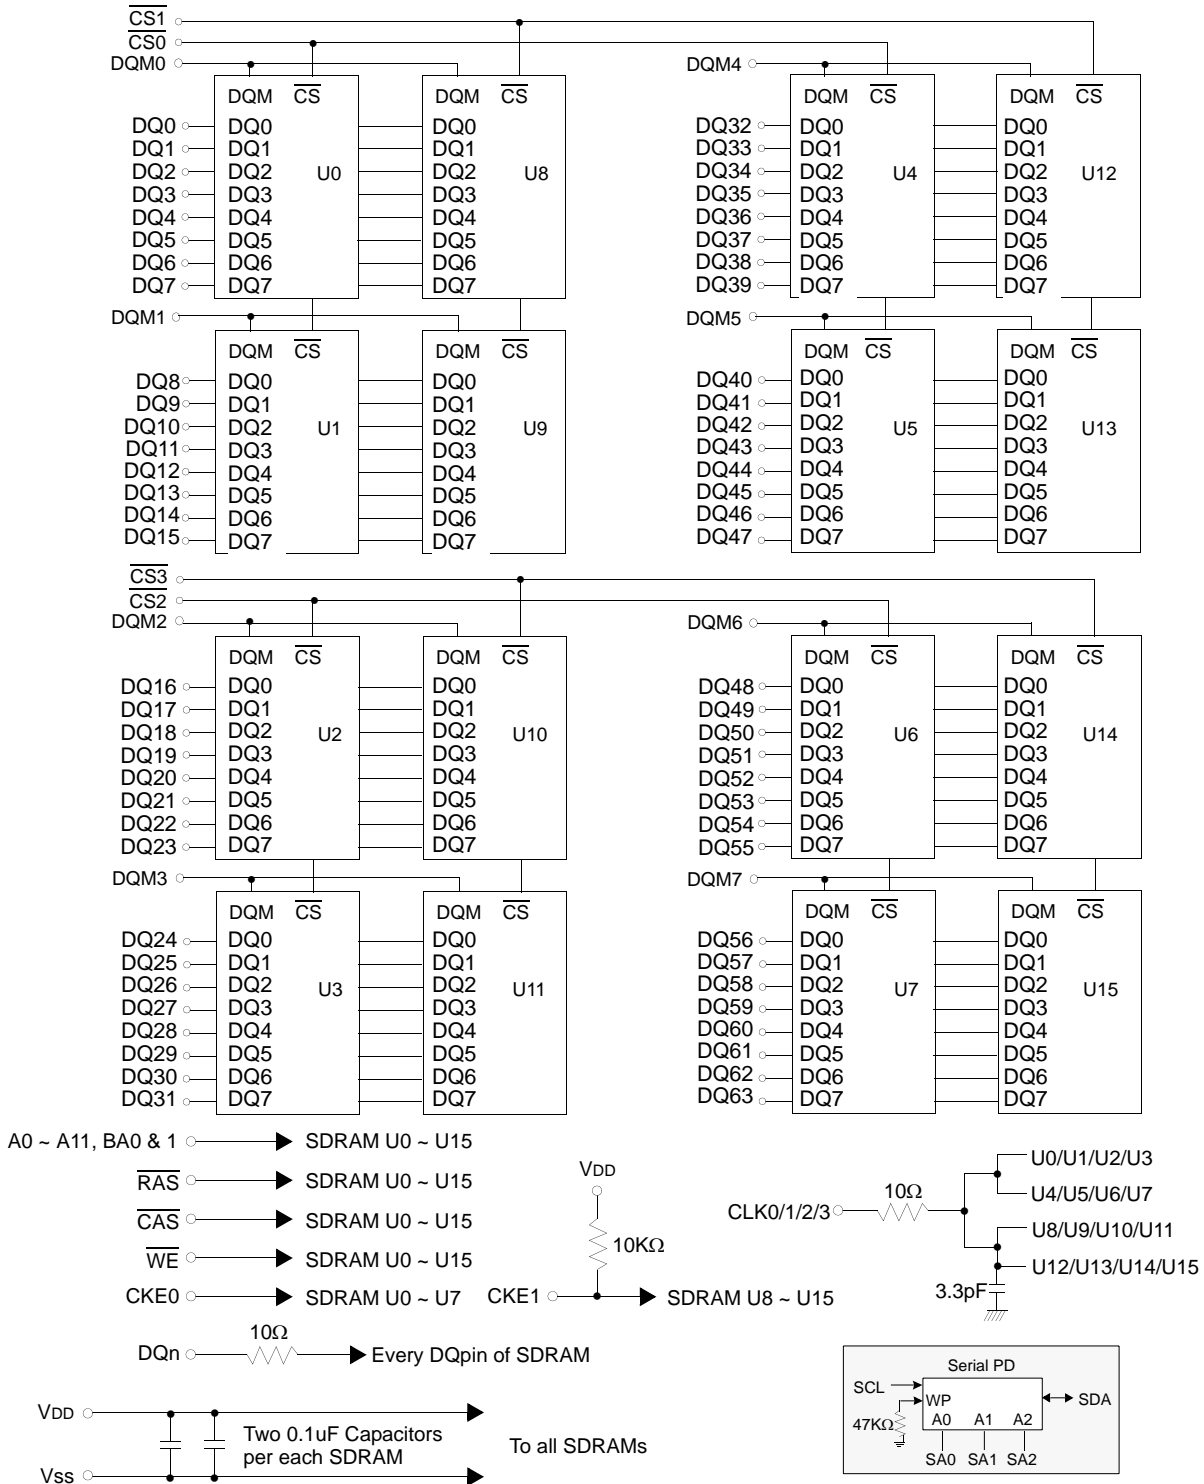 CS1
CS0
DQM0 DQM4
DQM CS DQM CS DQM CS DQM CS
DQ0 DQ0 DQ0 DQ32 DQ0 DQ0
DQ1 DQ1 DQ1 DQ33 DQ1 DQ1
DQ2 DQ2 U0 DQ2 U8 DQ34 DQ2 U4 DQ2 U12
DQ3 DQ3 DQ3 DQ35 DQ3 DQ3
DQ4 DQ4 DQ4 DQ36 DQ4 DQ4
DQ5 DQ5 DQ5 DQ37 DQ5 DQ5
DQ6 DQ6 DQ6 DQ38 DQ6 DQ6
DQ7 DQ7 DQ7 DQ39 DQ7 DQ7
DQM1 DQM5
DQM CS DQM CS DQM CS DQM CS
DQ8 DQ0 DQ0 DQ40 DQ0 DQ0
DQ9 DQ1 DQ1 DQ41 DQ1 DQ1
DQ10 DQ2 U1 DQ2 U9 DQ42 DQ2 U5 DQ2 U13
DQ11 DQ3 DQ3 DQ43 DQ3 DQ3
DQ12 DQ4 DQ4 DQ44 DQ4 DQ4
DQ13 DQ5 DQ5 DQ45 DQ5 DQ5
DQ14 DQ6 DQ6 DQ46 DQ6 DQ6
DQ15 DQ7 DQ7 DQ47 DQ7 DQ7
CS3
CS2
DQM2 DQM6
DQM CS DQM CS DQM CS DQM CS
DQ16 DQ0 DQ0 DQ48 DQ0 DQ0
DQ17 DQ1 DQ1 DQ49 DQ1 DQ1
DQ18 DQ2 U2 DQ2 U10 DQ50 DQ2 U6 DQ2 U14
DQ19 DQ3 DQ3 DQ51 DQ3 DQ3
DQ20 DQ4 DQ4 DQ52 DQ4 DQ4
DQ21 DQ5 DQ5 DQ53 DQ5 DQ5
DQ22 DQ6 DQ6 DQ54 DQ6 DQ6
DQ23 DQ7 DQ7 DQ55 DQ7 DQ7
DQM3 DQM7
DQM CS DQM CS DQM CS DQM CS
DQ24 DQ0 DQ0 DQ56 DQ0 DQ0
DQ25 DQ1 DQ1 DQ57 DQ1 DQ1
DQ26 DQ2 U3 DQ2 U11 DQ58 DQ2 U7 DQ2 U15
DQ27 DQ3 DQ3 DQ59 DQ3 DQ3
DQ28 DQ4 DQ4 DQ60 DQ4 DQ4
DQ29 DQ5 DQ5 DQ61 DQ5 DQ5
DQ30 DQ6 DQ6 DQ62 DQ6 DQ6
DQ31 DQ7 DQ7 DQ63 DQ7 DQ7
A0 ~ A11, BA0 & 1 SDRAM U0 ~ U15
RAS SDRAM U0 ~ U15
CAS SDRAM U0 ~ U15
WE SDRAM U0 ~ U15
CKE0 SDRAM U0 ~ U7
VDD
10KΩ
CKE1 SDRAM U8 ~ U15
CLK0/1/2/3 10Ω
U0/U1/U2/U3
U4/U5/U6/U7
U8/U9/U10/U11
U12/U13/U14/U15
3.3pF
10Ω
DQn Every DQpin of SDRAM
VDD
Two 0.1uF Capacitors
per each SDRAM
To all SDRAMs
Vss
Serial PD
SCL
WP SDA
47KΩ A0 A1 A2
SA0 SA1 SA2